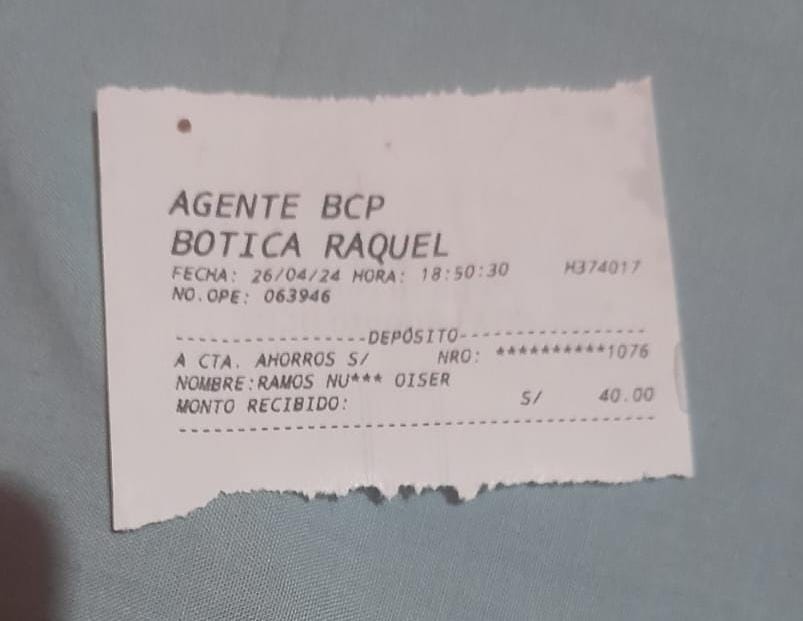 AGENTE BCP
BOTICA RAQUEL
FECHA: 26/04/24 HORA: 18:50:30 H374017
NO.OPE: 063946
------------------DEPÓSITO------------------
A CTA. AHORROS S/ NRO: **********1076
NOMBRE:RAMOS NU*** OISER
MONTO RECIBIDO: S/ 40.00
--------------------------------------------